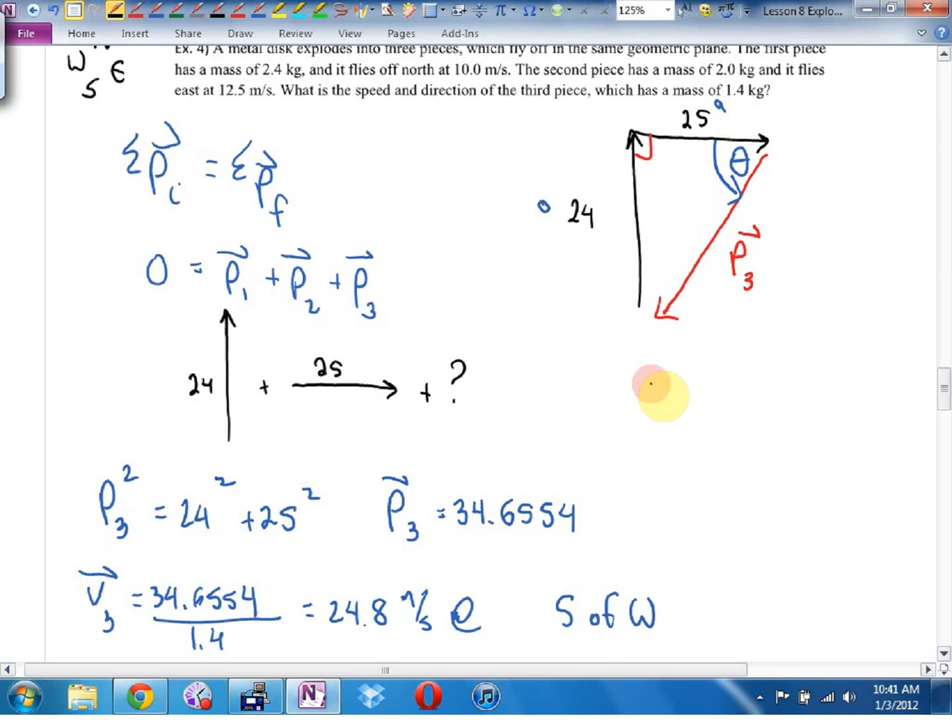 125%
Lesson 8 Explo...
File Home Insert Share Draw Review View Pages Add-Ins
W S E
Ex. 4) A metal disk explodes into three pieces, which fly off in the same geometric plane. The first piece
has a mass of 2.4 kg, and it flies off north at 10.0 m/s. The second piece has a mass of 2.0 kg and it flies
east at 12.5 m/s. What is the speed and direction of the third piece, which has a mass of 1.4 kg?
25 a
θ
o 24
P⃗3
ΣP⃗i = ΣP⃗f
0 = P⃗1 + P⃗2 + P⃗3
24 + 25 + ?
P3² = 24² + 25² P⃗3 = 34.6554
V⃗3 = 34.6554 / 1.4 = 24.8 m/s @ S of W
10:41 AM
1/3/2012